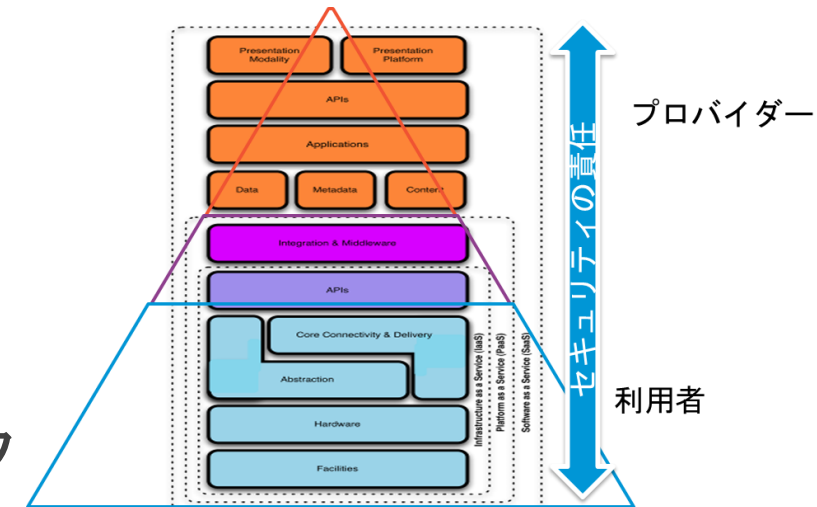 Presentation
Modality
Presentation
Platform
APIs
Applications
Data
Metadata
Content
Integration & Middleware
APIs
Core Connectivity & Delivery
Abstraction
Hardware
Facilities
Infrastructure as a Service (IaaS)
Platform as a Service (PaaS)
Software as a Service (SaaS)
セキュリティの責任
プロバイダー
利用者